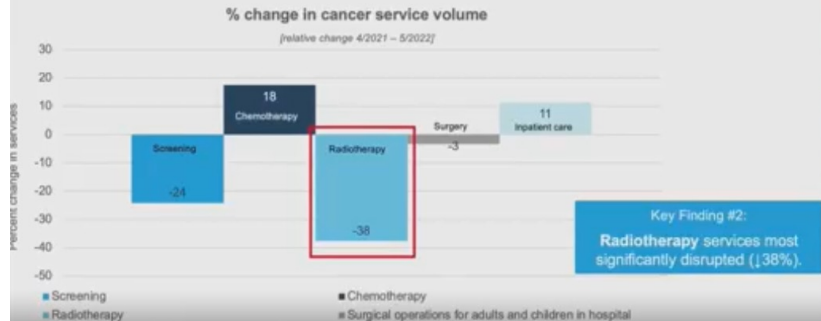 % change in cancer service volume
[relative change 4/2021 – 5/2022]
Percent change in services
30
20
10
0
-10
-20
-30
-40
-50
Screening
-24
18
Chemotherapy
Radiotherapy
-38
Surgery
-3
11
Inpatient care
Key Finding #2:
Radiotherapy services most
significantly disrupted (↓38%).
Screening
Chemotherapy
Radiotherapy
Surgical operations for adults and children in hospital